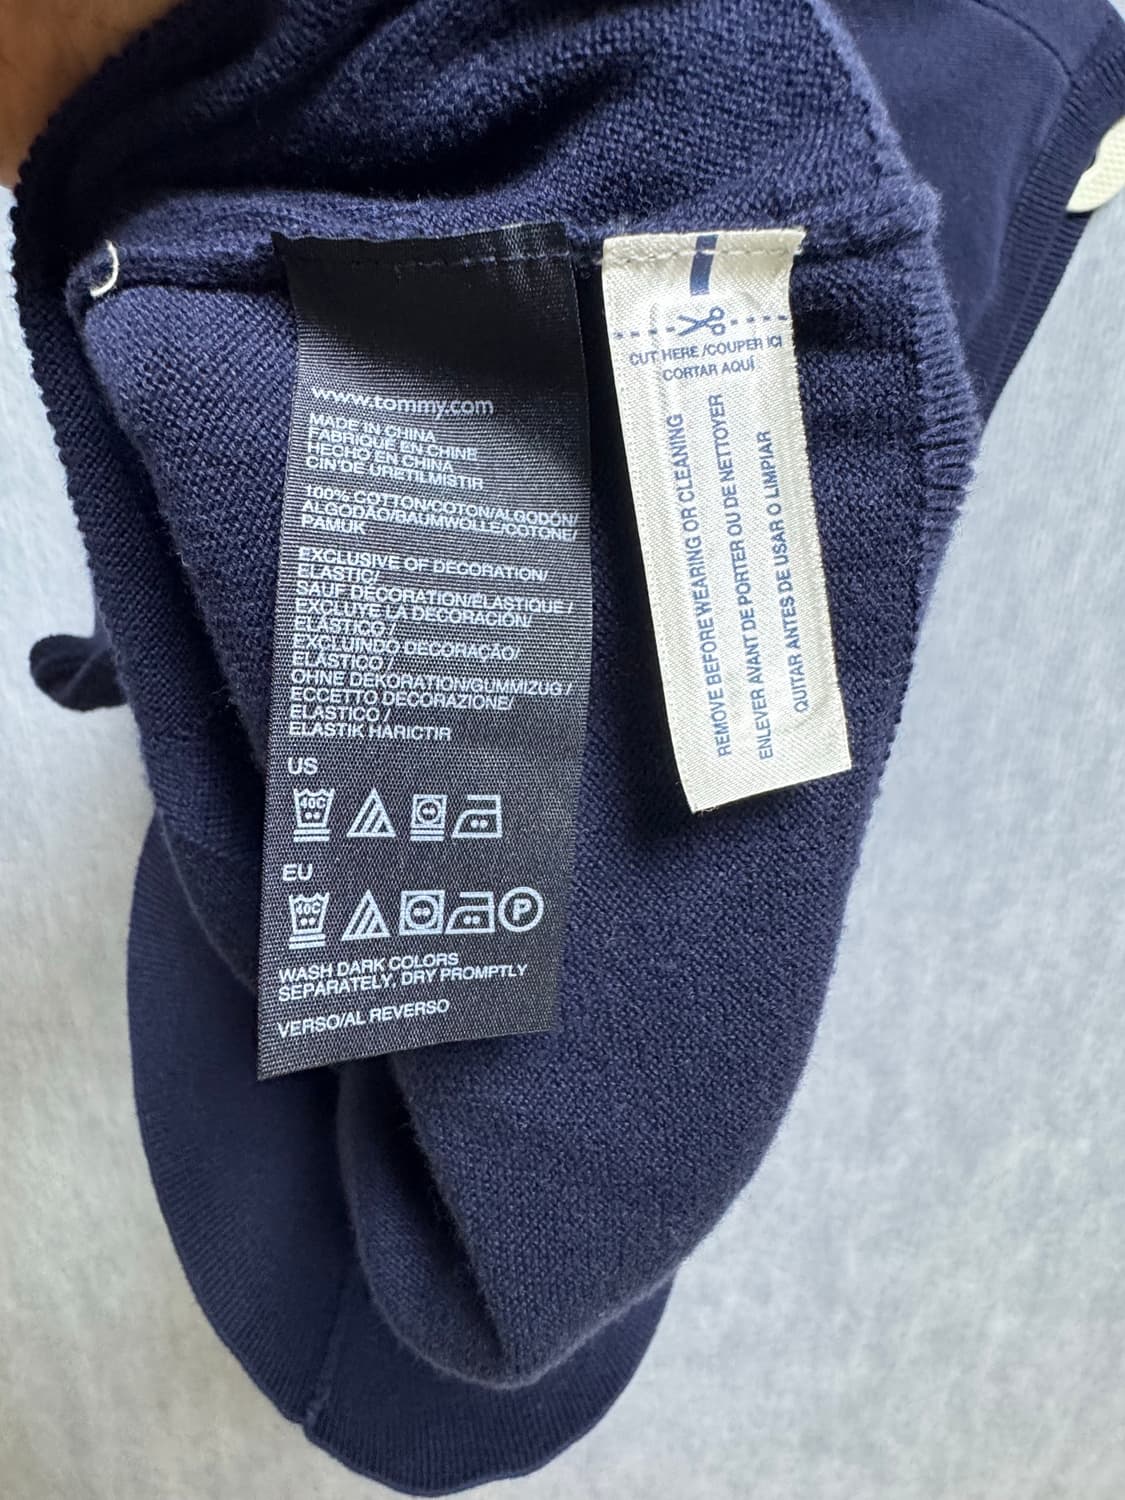 www.tommy.com
MADE IN CHINA
FABRIQUÉ EN CHINE
HECHO EN CHINA
CIN'DE ÜRETILMISTIR
100% COTTON/COTON/ALGODÓN/
ALGODÃO/BAUMWOLLE/COTONE/
PAMUK
EXCLUSIVE OF DECORATION/
ELASTIC/
SAUF DÉCORATION/ÉLASTIQUE /
EXCLUYE LA DECORACIÓN/
ELÁSTICO /
EXCLUINDO DECORAÇÃO/
ELÁSTICO /
OHNE DEKORATION/GUMMIZUG /
ECCETTO DECORAZIONE/
ELASTICO /
ELASTIK HARICTIR
US
40C
EU
40C
P
WASH DARK COLORS
SEPARATELY, DRY PROMPTLY
VERSO/AL REVERSO
CUT HERE /COUPER ICI
CORTAR AQUÍ
REMOVE BEFORE WEARING OR CLEANING
ENLEVER AVANT DE PORTER OU DE NETTOYER
QUITAR ANTES DE USAR O LIMPIAR